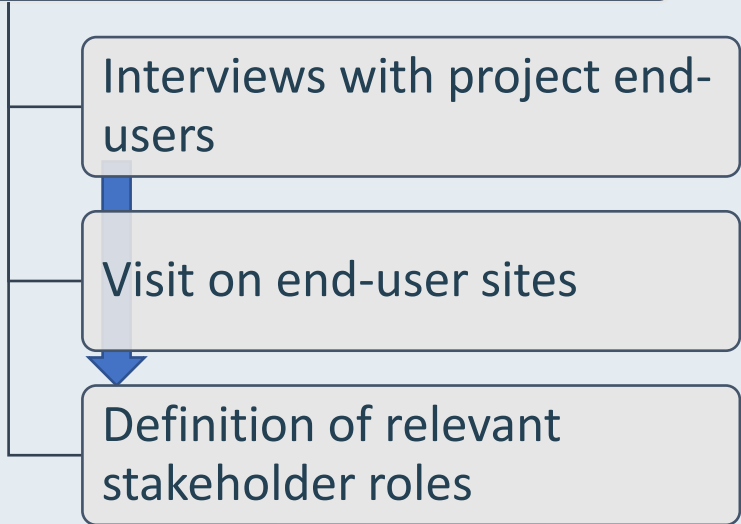 Interviews with project end-
users
Visit on end-user sites
Definition of relevant
stakeholder roles